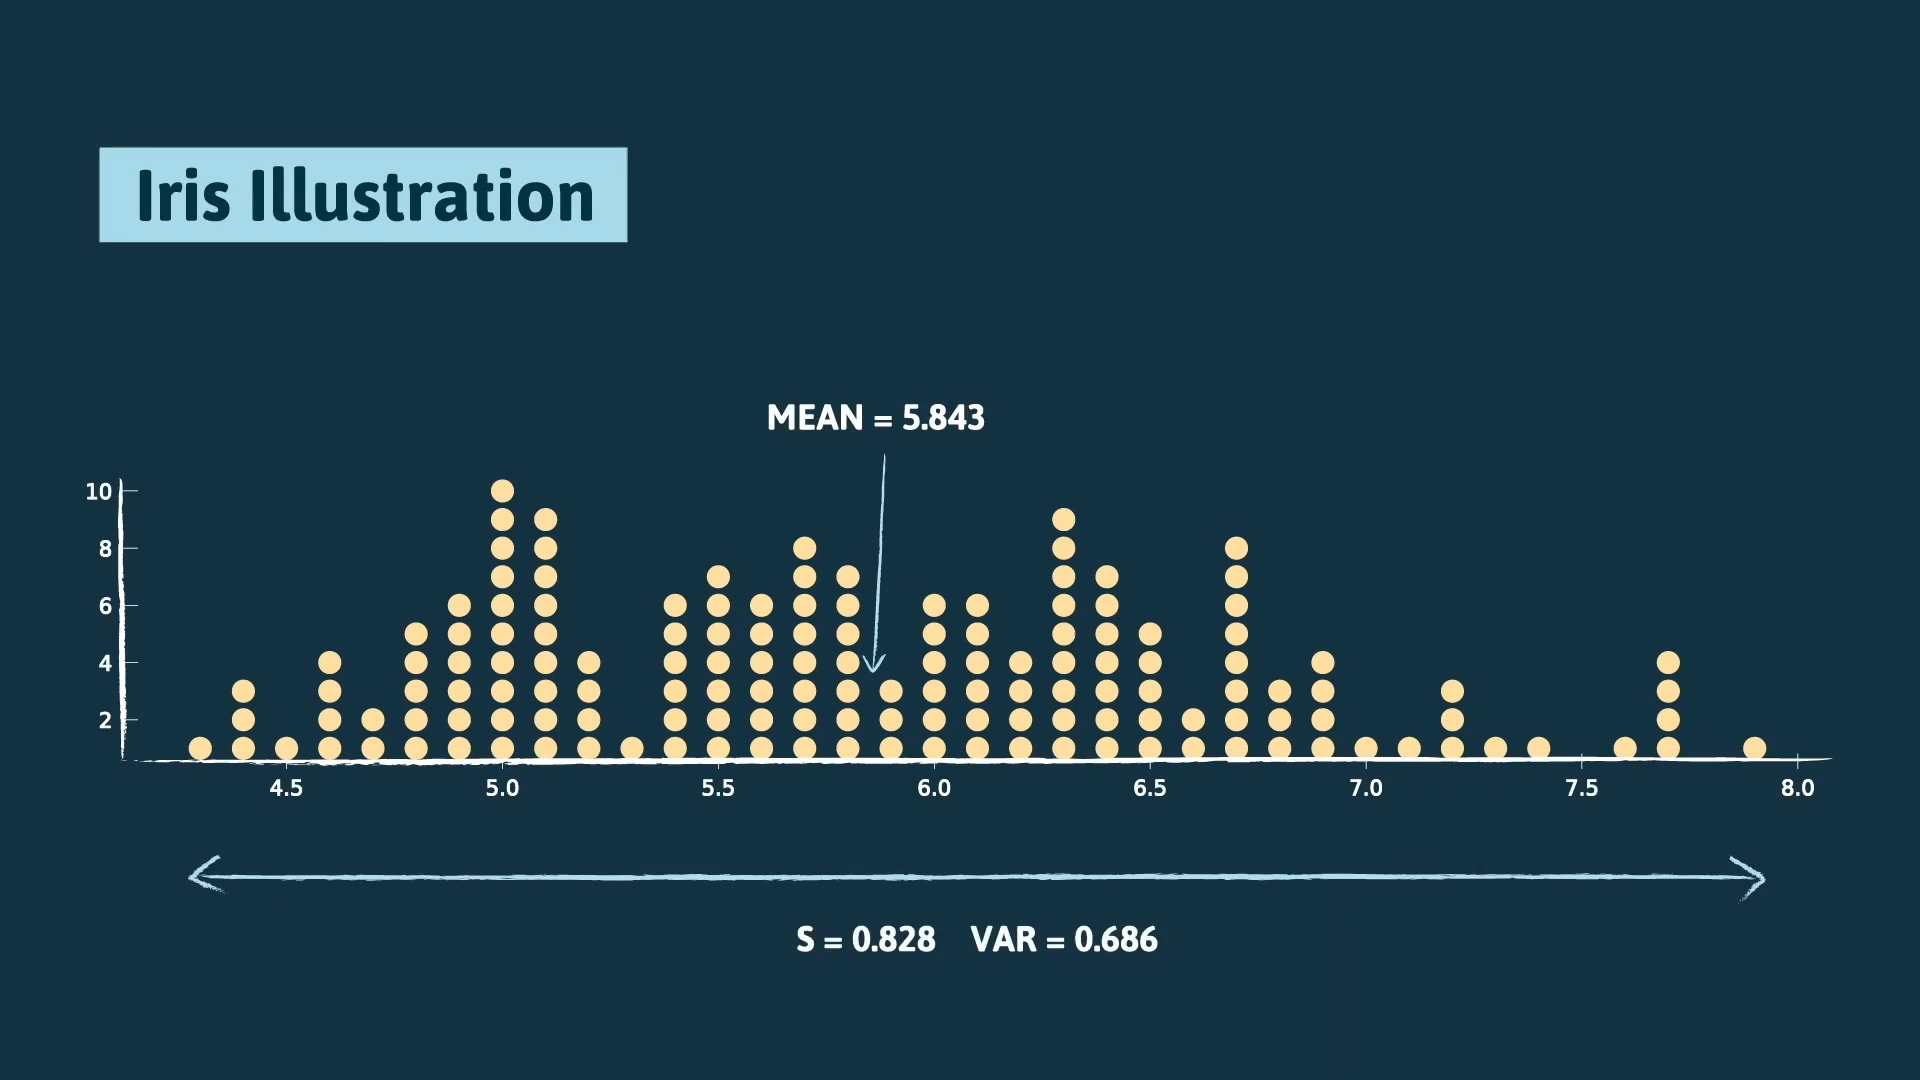 Iris Illustration
MEAN = 5.843
10
8
6
4
2
4.5 5.0 5.5 6.0 6.5 7.0 7.5 8.0
S = 0.828 VAR = 0.686